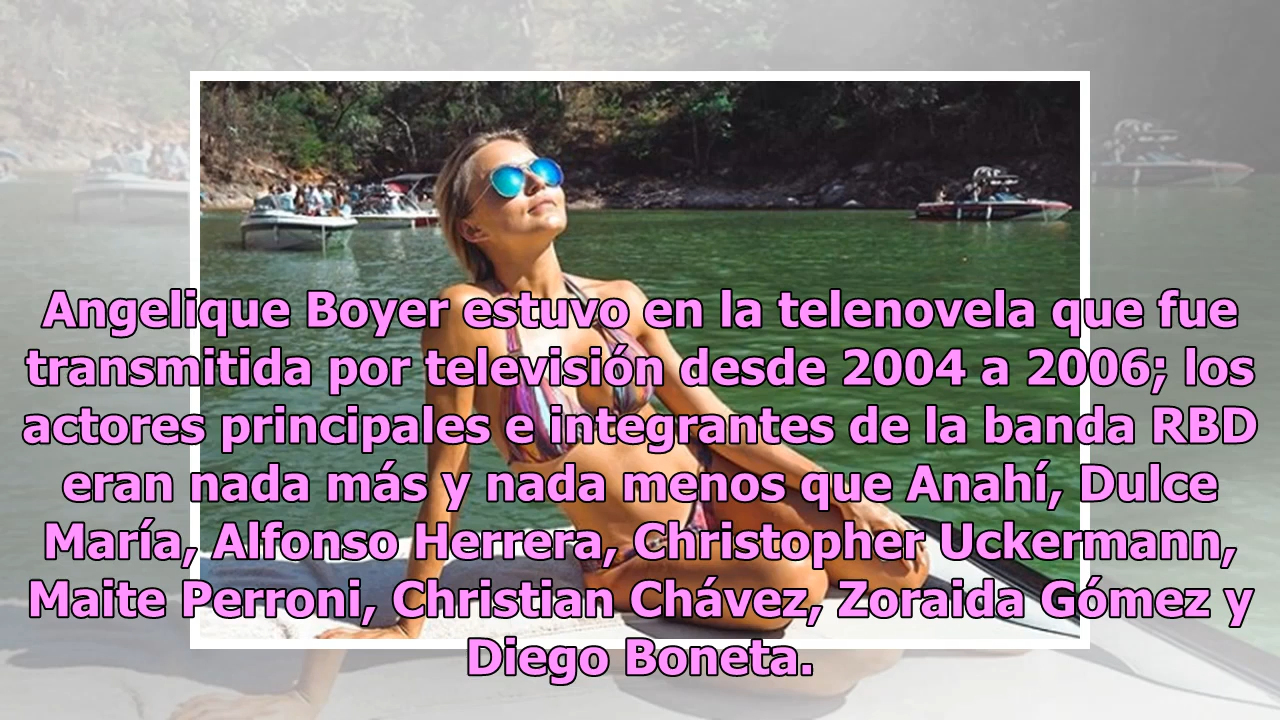 Angelique Boyer estuvo en la telenovela que fue
transmitida por televisión desde 2004 a 2006; los
actores principales e integrantes de la banda RBD
eran nada más y nada menos que Anahí, Dulce
María, Alfonso Herrera, Christopher Uckermann,
Maite Perroni, Christian Chávez, Zoraida Gómez y
Diego Boneta.